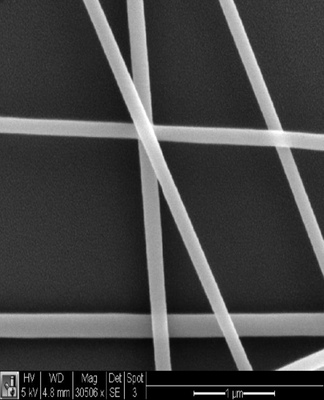 HV WD Mag Det Spot
5 kV 4.8 mm 30506 x SE 3 1 µm